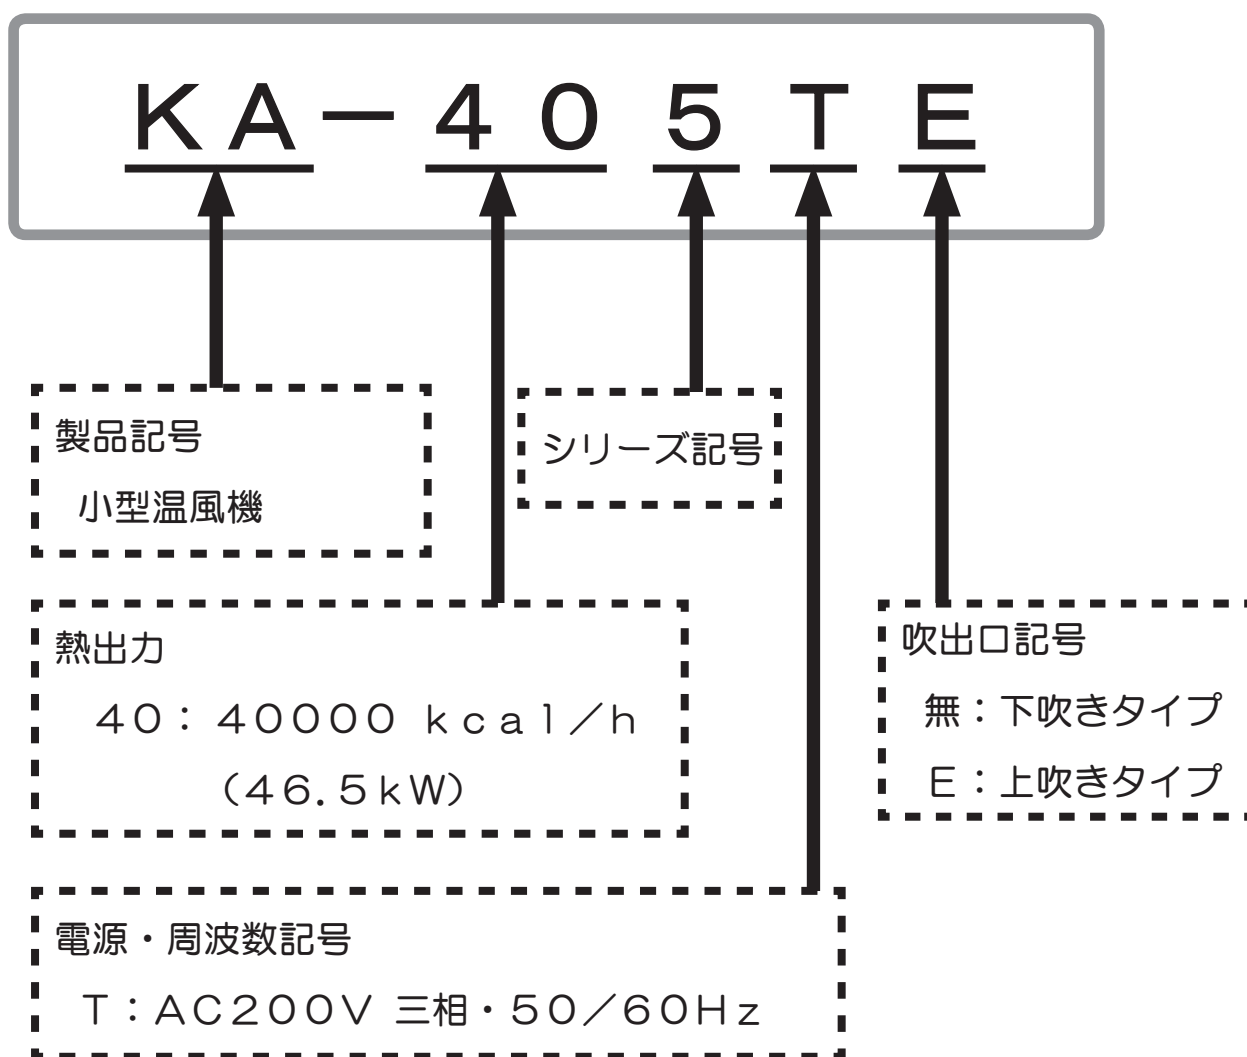 KA－405TE
製品記号
小型温風機
シリーズ記号
熱出力
40：40000 kcal／h
（46.5kW）
吹出口記号
無：下吹きタイプ
E：上吹きタイプ
電源・周波数記号
T：AC200V 三相・50／60Hz